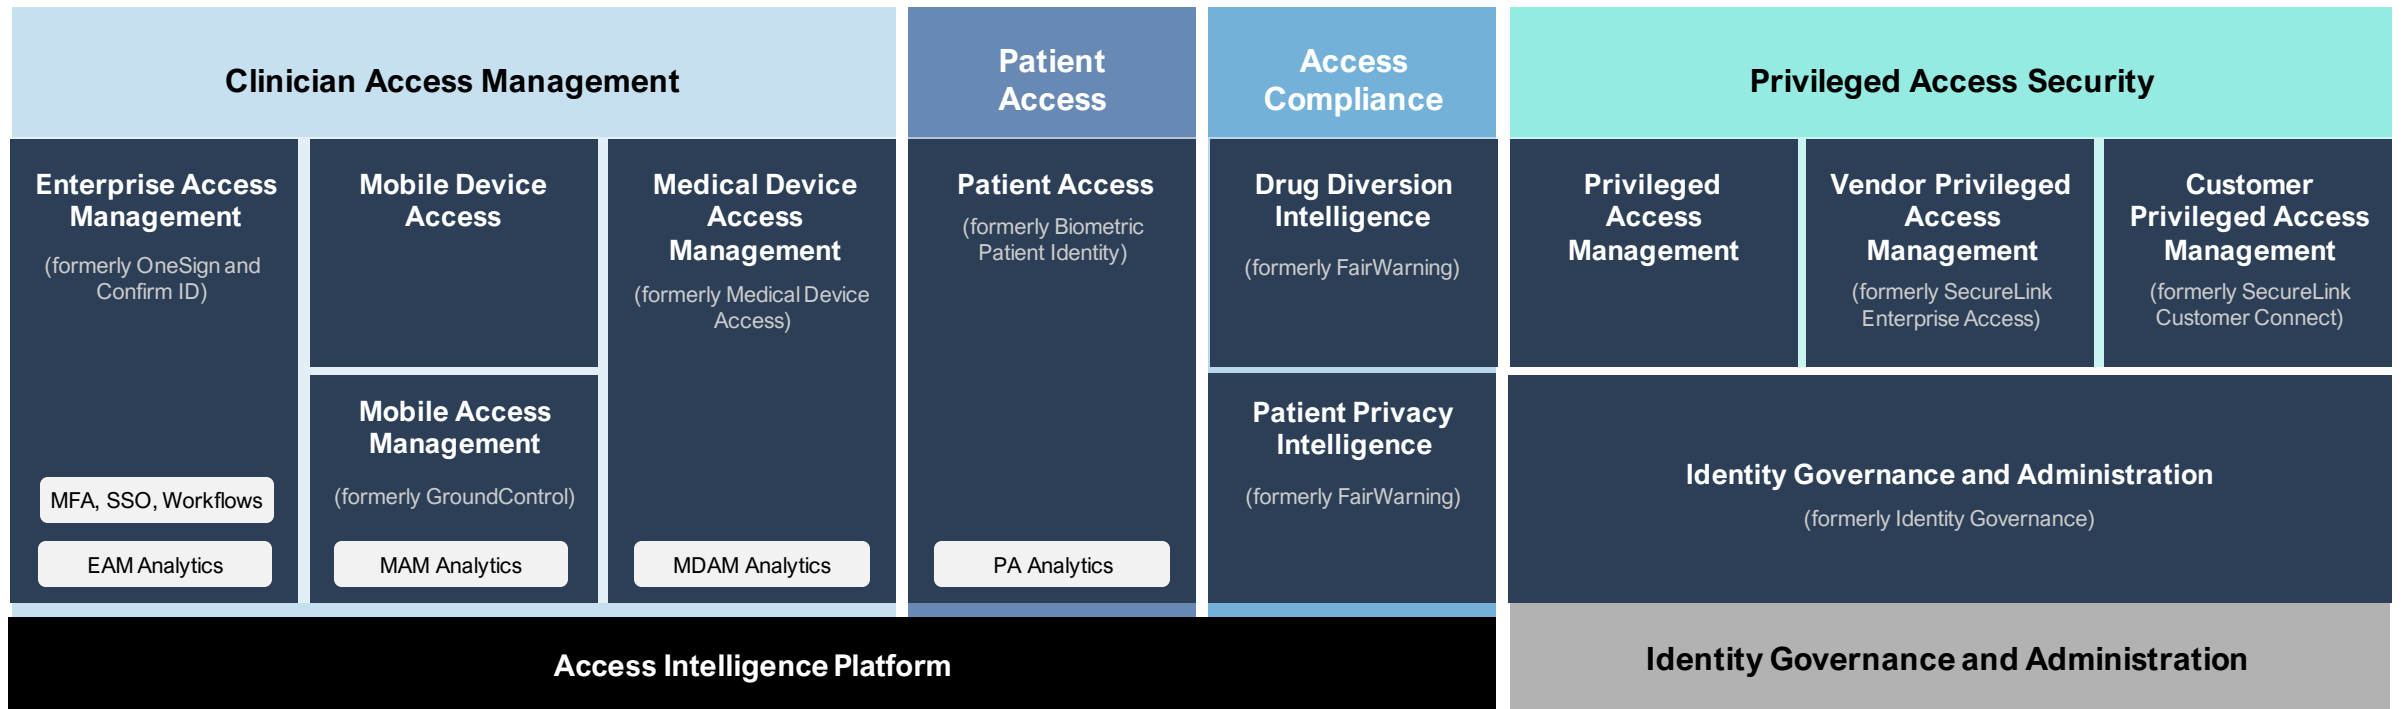 Clinician Access Management
Patient
Access
Access
Compliance
Privileged Access Security
Enterprise Access
Management
(formerly OneSign and
Confirm ID)
MFA, SSO, Workflows
EAM Analytics
Mobile Device
Access
Mobile Access
Management
(formerly GroundControl)
MAM Analytics
Medical Device
Access
Management
(formerly Medical Device
Access)
MDAM Analytics
Patient Access
(formerly Biometric
Patient Identity)
PA Analytics
Drug Diversion
Intelligence
(formerly FairWarning)
Patient Privacy
Intelligence
(formerly FairWarning)
Privileged
Access
Management
Vendor Privileged
Access
Management
(formerly SecureLink
Enterprise Access)
Customer
Privileged Access
Management
(formerly SecureLink
Customer Connect)
Identity Governance and Administration
(formerly Identity Governance)
Access Intelligence Platform
Identity Governance and Administration